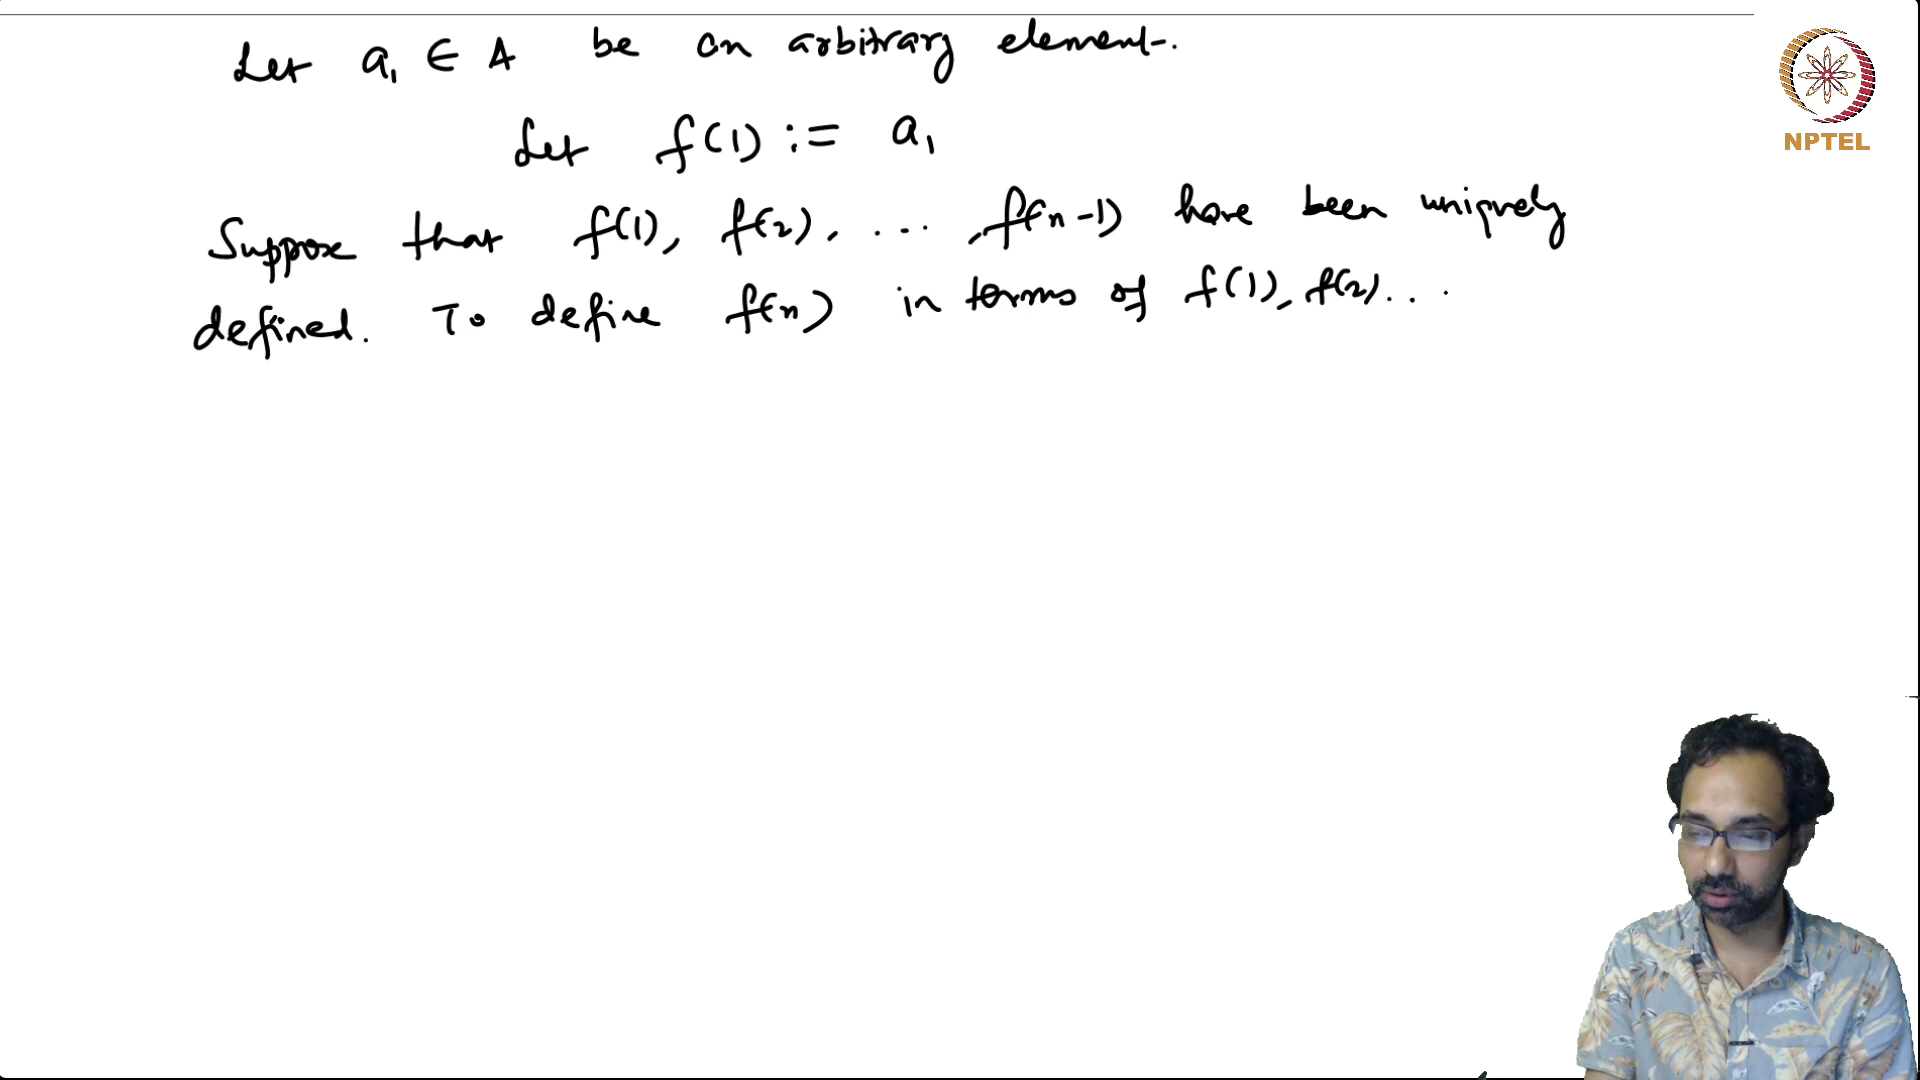 Let a₁ ∈ A be an arbitrary element.
Let f(1) := a₁
Suppose that f(1), f(2), ..., f(n-1) have been uniquely
defined. To define f(n) in terms of f(1), f(2)...
NPTEL